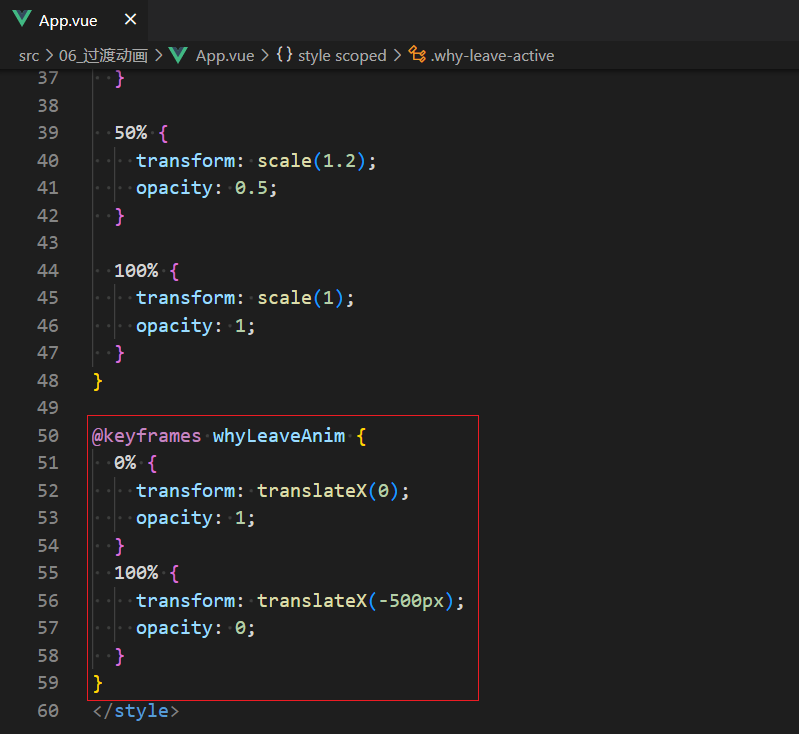 App.vue ×
src > 06_过渡动画 > App.vue > {} style scoped > .why-leave-active
37 }
38
39 50% {
40 transform: scale(1.2);
41 opacity: 0.5;
42 }
43
44 100% {
45 transform: scale(1);
46 opacity: 1;
47 }
48 }
49
50 @keyframes whyLeaveAnim {
51 0% {
52 transform: translateX(0);
53 opacity: 1;
54 }
55 100% {
56 transform: translateX(-500px);
57 opacity: 0;
58 }
59 }
60 </style>